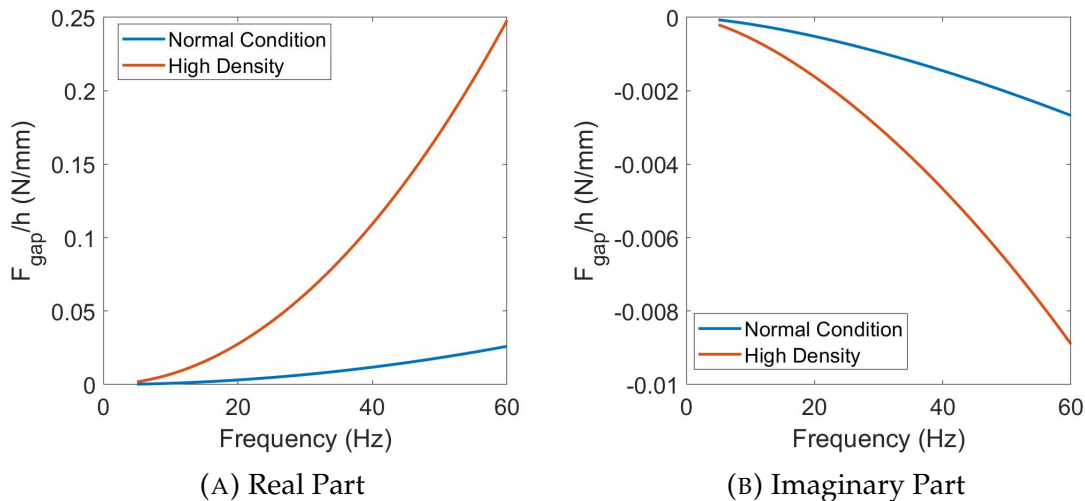 0.25
0.2
0.15
0.1
0.05
0
0
20
40
60
F_gap/h (N/mm)
Frequency (Hz)
Normal Condition
High Density
(A) Real Part
0
-0.002
-0.004
-0.006
-0.008
-0.01
0
20
40
60
F_gap/h (N/mm)
Frequency (Hz)
Normal Condition
High Density
(B) Imaginary Part